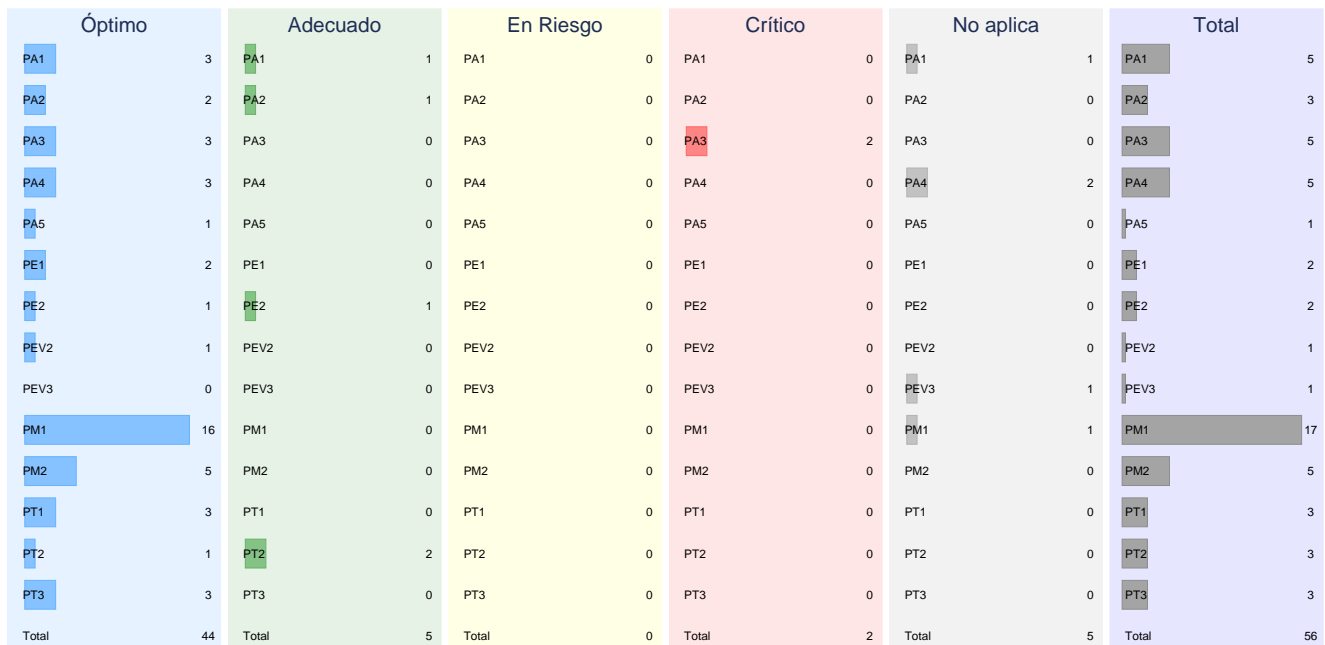 Óptimo Adecuado En Riesgo Crítico No aplica Total
PA1 3 PA1 1 PA1 0 PA1 0 PA1 1 PA1 5
PA2 2 PA2 1 PA2 0 PA2 0 PA2 0 PA2 3
PA3 3 PA3 0 PA3 0 PA3 2 PA3 0 PA3 5
PA4 3 PA4 0 PA4 0 PA4 0 PA4 2 PA4 5
PA5 1 PA5 0 PA5 0 PA5 0 PA5 0 PA5 1
PE1 2 PE1 0 PE1 0 PE1 0 PE1 0 PE1 2
PE2 1 PE2 1 PE2 0 PE2 0 PE2 0 PE2 2
PEV2 1 PEV2 0 PEV2 0 PEV2 0 PEV2 0 PEV2 1
PEV3 0 PEV3 0 PEV3 0 PEV3 0 PEV3 1 PEV3 1
PM1 16 PM1 0 PM1 0 PM1 0 PM1 1 PM1 17
PM2 5 PM2 0 PM2 0 PM2 0 PM2 0 PM2 5
PT1 3 PT1 0 PT1 0 PT1 0 PT1 0 PT1 3
PT2 1 PT2 2 PT2 0 PT2 0 PT2 0 PT2 3
PT3 3 PT3 0 PT3 0 PT3 0 PT3 0 PT3 3
Total 44 Total 5 Total 0 Total 2 Total 5 Total 56